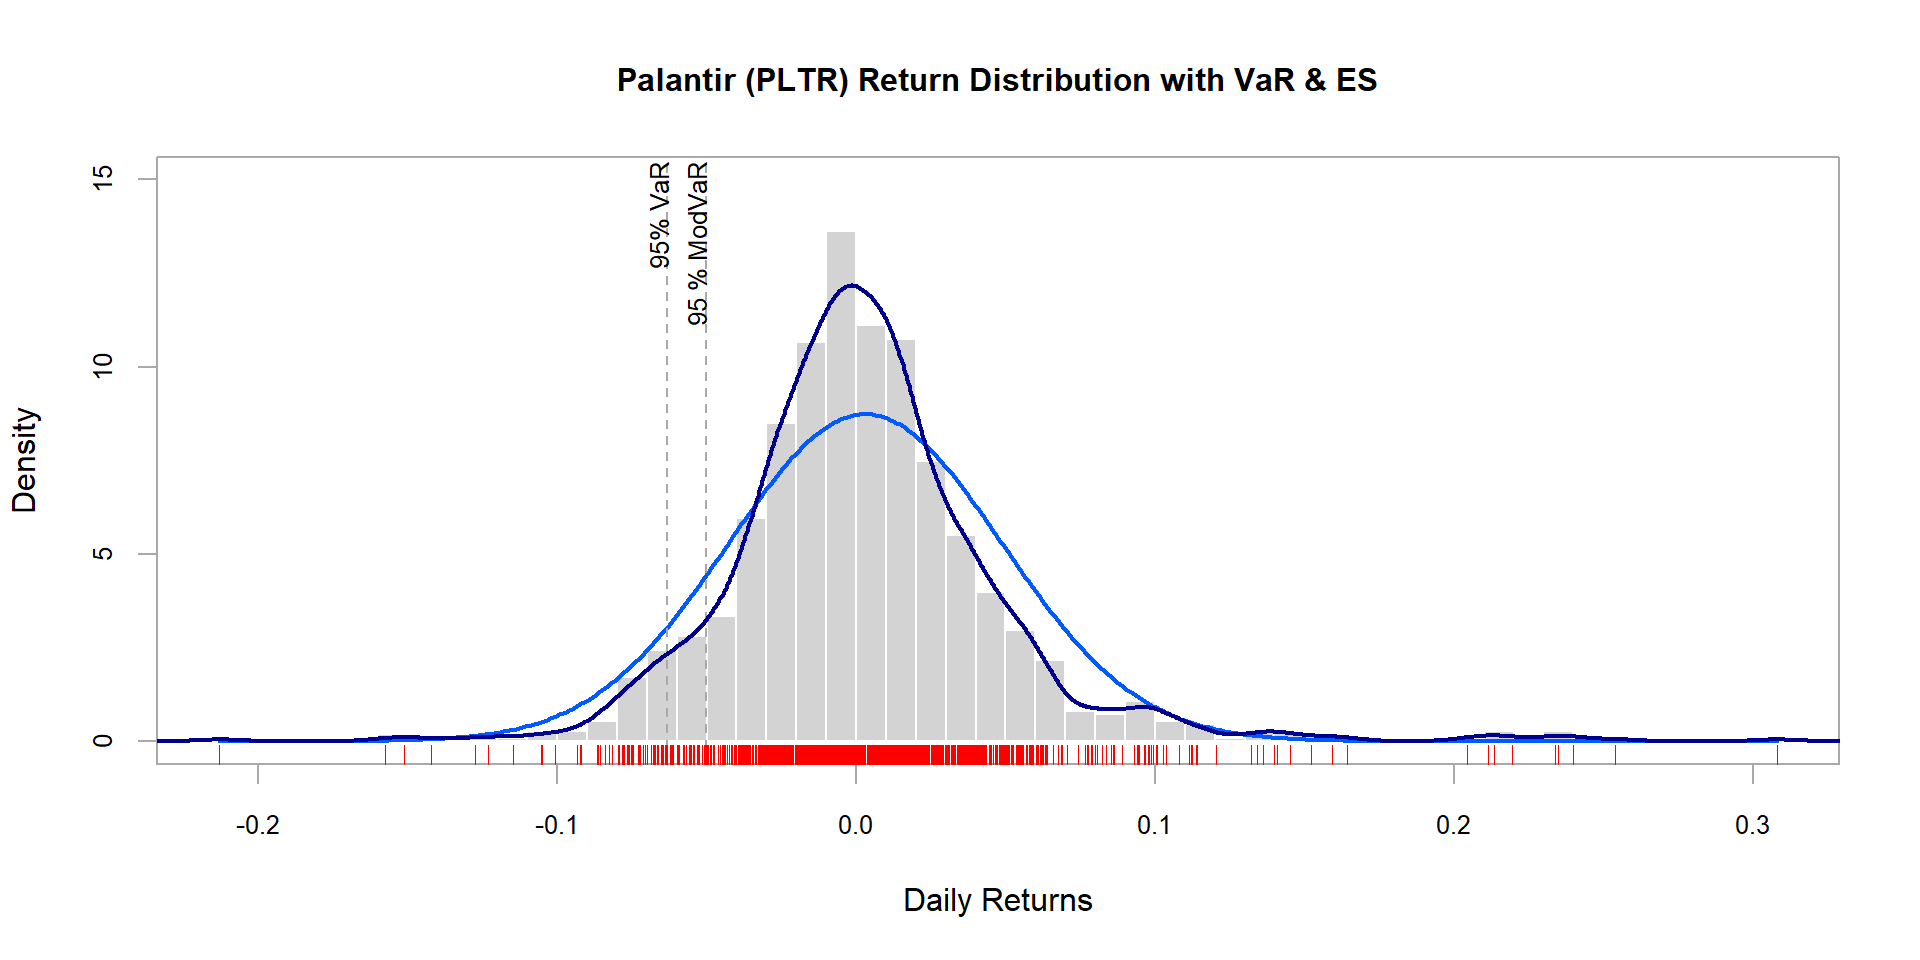 Palantir (PLTR) Return Distribution with VaR & ES
95% VaR
95 % ModVaR
Density
15
10
5
0
-0.2
-0.1
0.0
0.1
0.2
0.3
Daily Returns